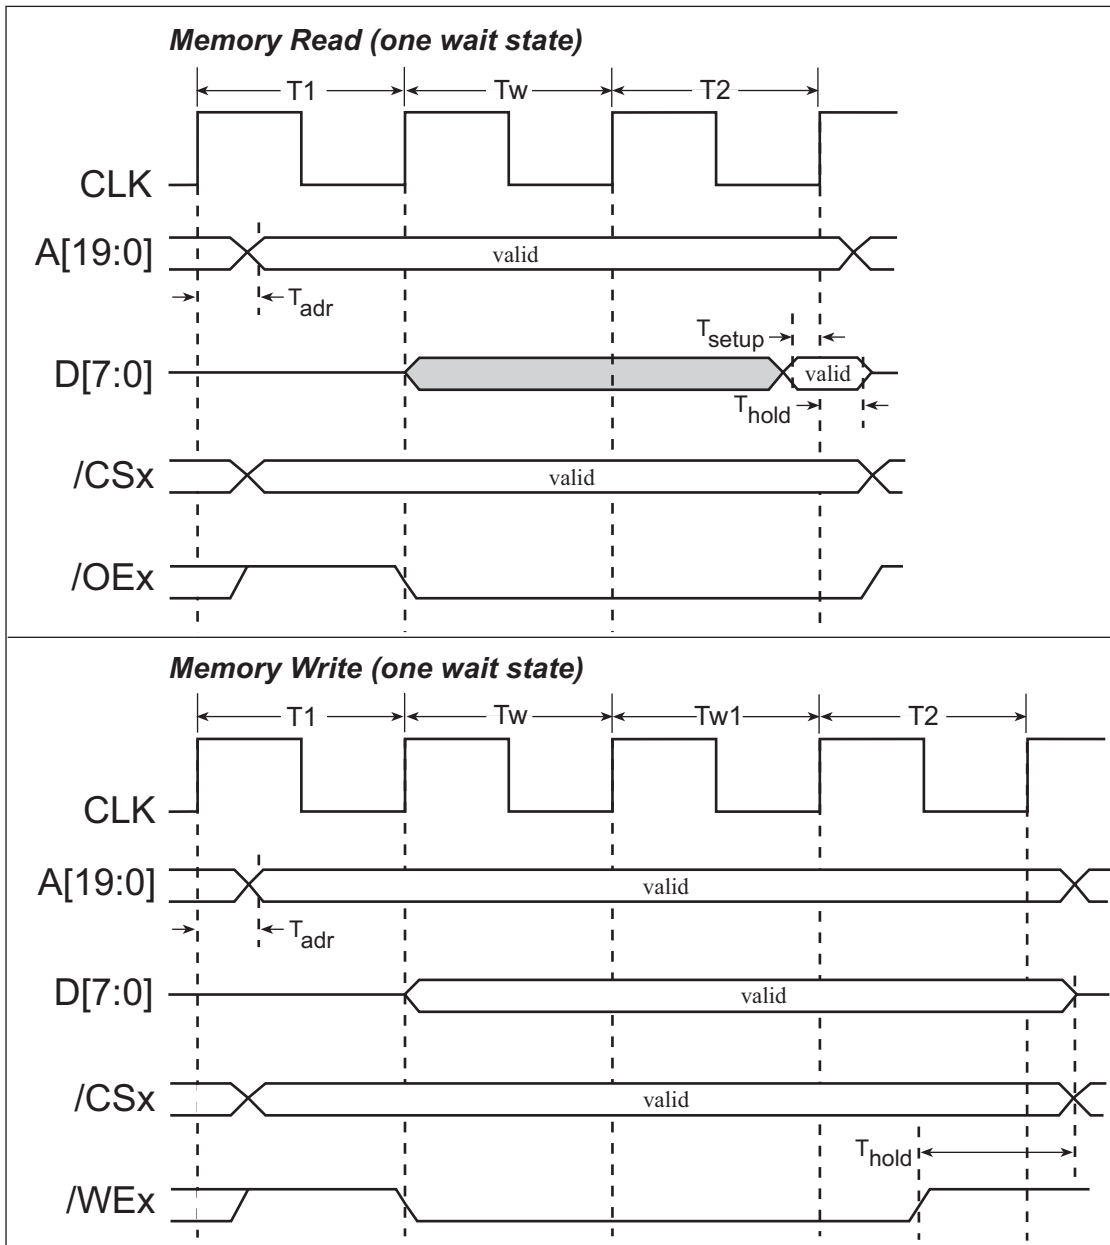 Memory Read (one wait state)
T1 Tw T2
CLK
A[19:0] valid
Tadr
Tsetup
D[7:0] valid
Thold
/CSx valid
/OEx
Memory Write (one wait state)
T1 Tw Tw1 T2
CLK
A[19:0] valid
Tadr
D[7:0] valid
/CSx valid
Thold
/WEx